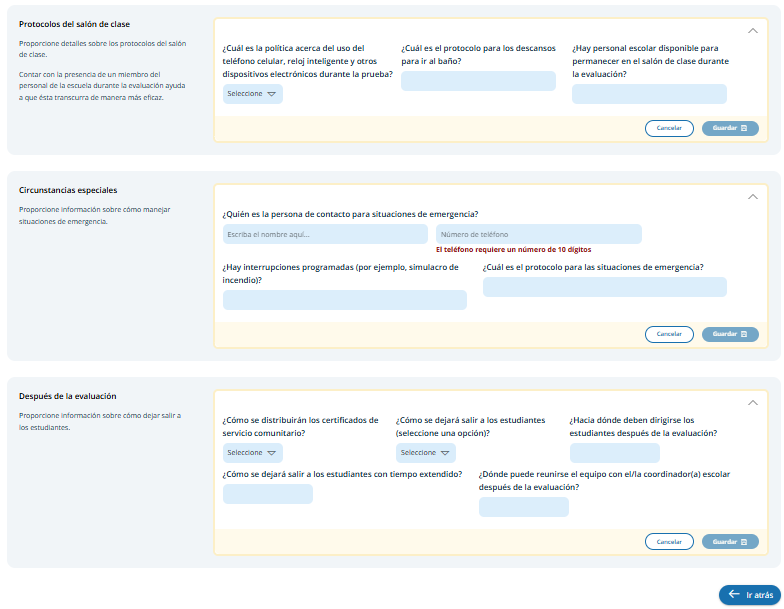 Protocolos del salón de clase
Proporcione detalles sobre los protocolos del salón
de clase.
Contar con la presencia de un miembro del
personal de la escuela durante la evaluación ayuda
a que ésta transcurra de manera más eficaz.
¿Cuál es la política acerca del uso del
teléfono celular, reloj inteligente y otros
dispositivos electrónicos durante la prueba?
Seleccione
¿Cuál es el protocolo para los descansos
para ir al baño?
¿Hay personal escolar disponible para
permanecer en el salón de clase durante
la evaluación?
Cancelar
Guardar
Circunstancias especiales
Proporcione información sobre cómo manejar
situaciones de emergencia.
¿Quién es la persona de contacto para situaciones de emergencia?
Escriba el nombre aquí...
Número de teléfono
El teléfono requiere un número de 10 dígitos
¿Hay interrupciones programadas (por ejemplo, simulacro de
incendio)?
¿Cuál es el protocolo para las situaciones de emergencia?
Cancelar
Guardar
Después de la evaluación
Proporcione información sobre cómo dejar salir a
los estudiantes.
¿Cómo se distribuirán los certificados de
servicio comunitario?
Seleccione
¿Cómo se dejará salir a los estudiantes
(seleccione una opción)?
Seleccione
¿Hacia dónde deben dirigirse los
estudiantes después de la evaluación?
¿Cómo se dejará salir a los estudiantes con tiempo extendido?
¿Dónde puede reunirse el equipo con el/la coordinador(a) escolar
después de la evaluación?
Cancelar
Guardar
Ir atrás